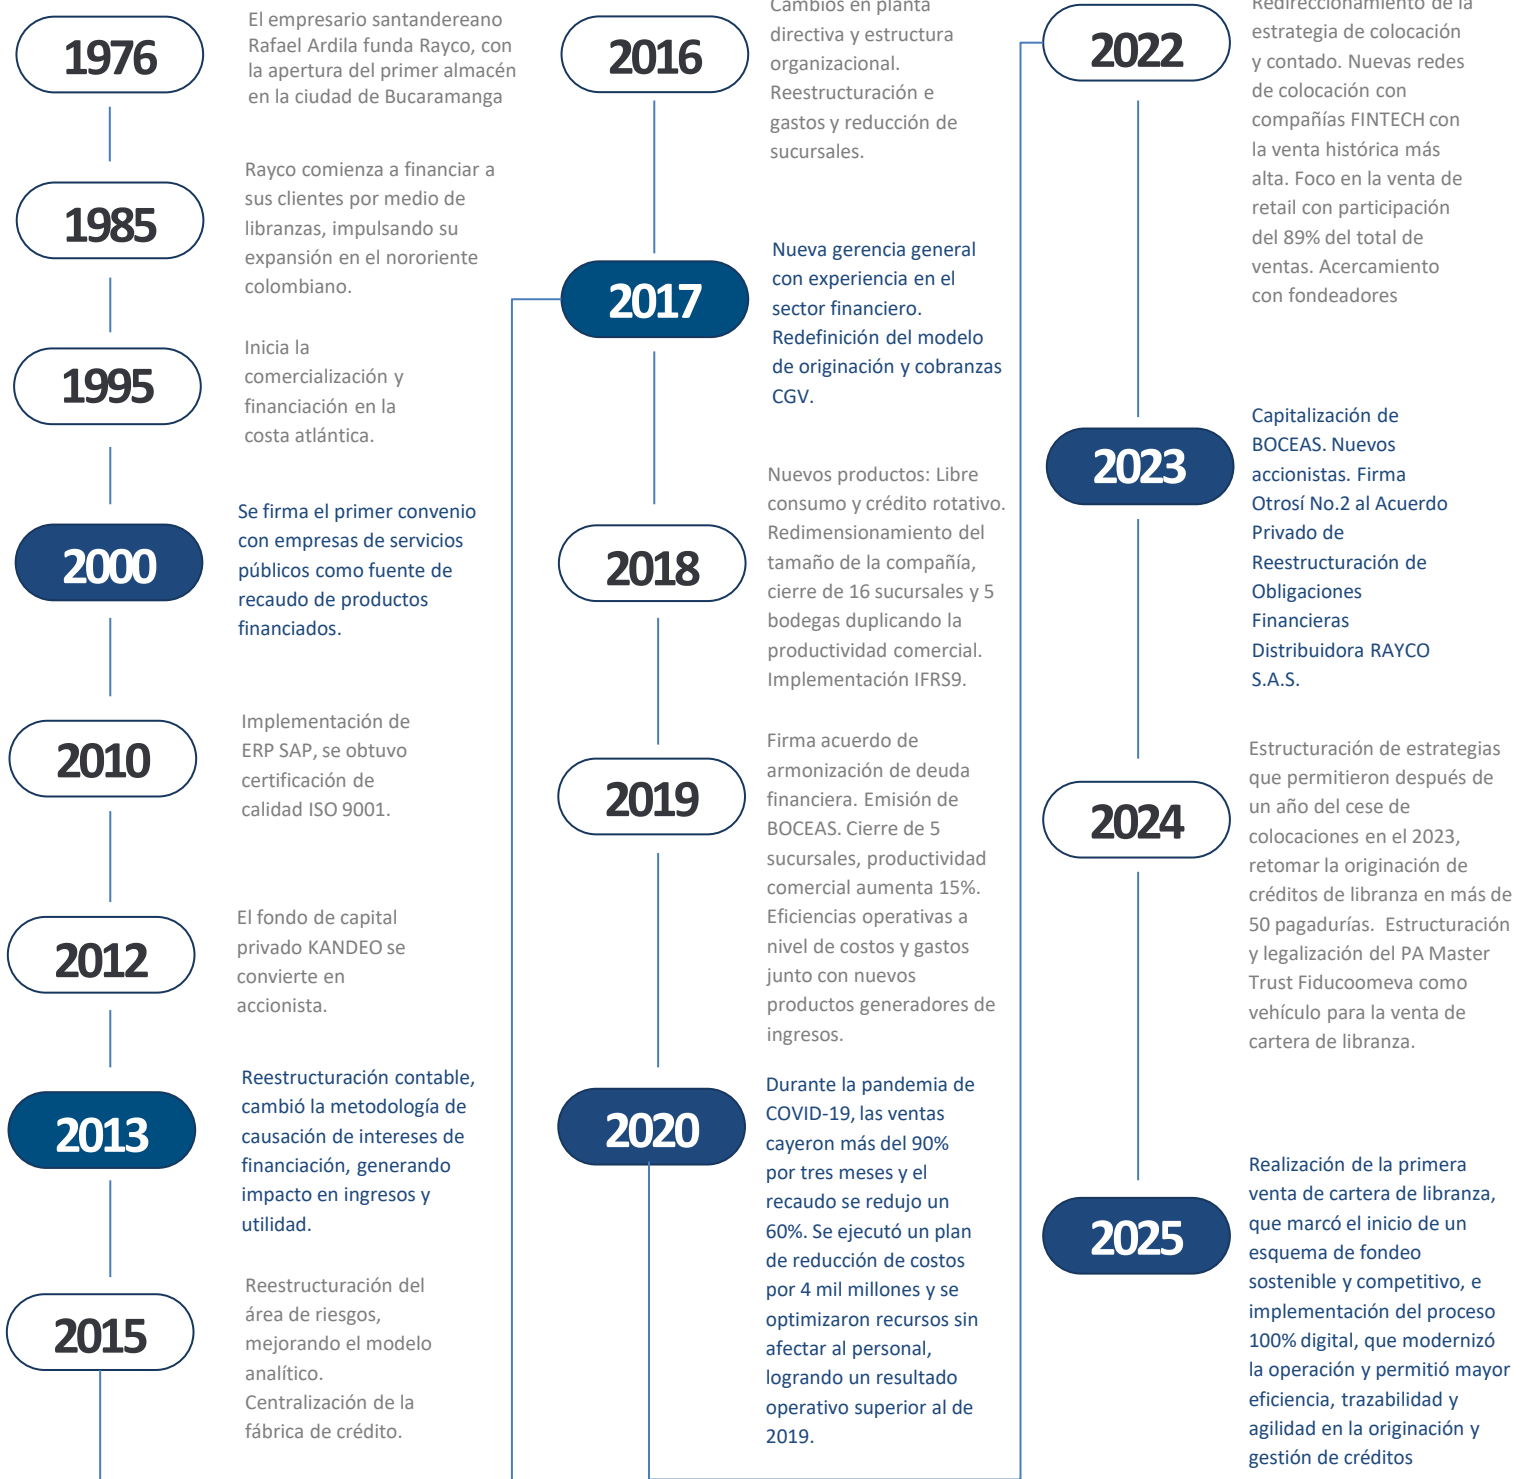 1976
El empresario santandereano
Rafael Ardila funda Rayco, con
la apertura del primer almacén
en la ciudad de Bucaramanga
1985
Rayco comienza a financiar a
sus clientes por medio de
libranzas, impulsando su
expansión en el nororiente
colombiano.
1995
Inicia la
comercialización y
financiación en la
costa atlántica.
2000
Se firma el primer convenio
con empresas de servicios
públicos como fuente de
recaudo de productos
financiados.
2010
Implementación de
ERP SAP, se obtuvo
certificación de
calidad ISO 9001.
2012
El fondo de capital
privado KANDEO se
convierte en
accionista.
2013
Reestructuración contable,
cambió la metodología de
causación de intereses de
financiación, generando
impacto en ingresos y
utilidad.
2015
Reestructuración del
área de riesgos,
mejorando el modelo
analítico.
Centralización de la
fábrica de crédito.
2016
Cambios en planta
directiva y estructura
organizacional.
Reestructuración e
gastos y reducción de
sucursales.
2017
Nueva gerencia general
con experiencia en el
sector financiero.
Redefinición del modelo
de originación y cobranzas
CGV.
2018
Nuevos productos: Libre
consumo y crédito rotativo.
Redimensionamiento del
tamaño de la compañía,
cierre de 16 sucursales y 5
bodegas duplicando la
productividad comercial.
Implementación IFRS9.
2019
Firma acuerdo de
armonización de deuda
financiera. Emisión de
BOCEAS. Cierre de 5
sucursales, productividad
comercial aumenta 15%.
Eficiencias operativas a
nivel de costos y gastos
junto con nuevos
productos generadores de
ingresos.
2020
Durante la pandemia de
COVID-19, las ventas
cayeron más del 90%
por tres meses y el
recaudo se redujo un
60%. Se ejecutó un plan
de reducción de costos
por 4 mil millones y se
optimizaron recursos sin
afectar al personal,
logrando un resultado
operativo superior al de
2019.
2022
Redireccionamiento de la
estrategia de colocación
y contado. Nuevas redes
de colocación con
compañías FINTECH con
la venta histórica más
alta. Foco en la venta de
retail con participación
del 89% del total de
ventas. Acercamiento
con fondeadores
2023
Capitalización de
BOCEAS. Nuevos
accionistas. Firma
Otrosí No.2 al Acuerdo
Privado de
Reestructuración de
Obligaciones
Financieras
Distribuidora RAYCO
S.A.S.
2024
Estructuración de estrategias
que permitieron después de
un año del cese de
colocaciones en el 2023,
retomar la originación de
créditos de libranza en más de
50 pagadurías. Estructuración
y legalización del PA Master
Trust Fiducoomeva como
vehículo para la venta de
cartera de libranza.
2025
Realización de la primera
venta de cartera de libranza,
que marcó el inicio de un
esquema de fondeo
sostenible y competitivo, e
implementación del proceso
100% digital, que modernizó
la operación y permitió mayor
eficiencia, trazabilidad y
agilidad en la originación y
gestión de créditos